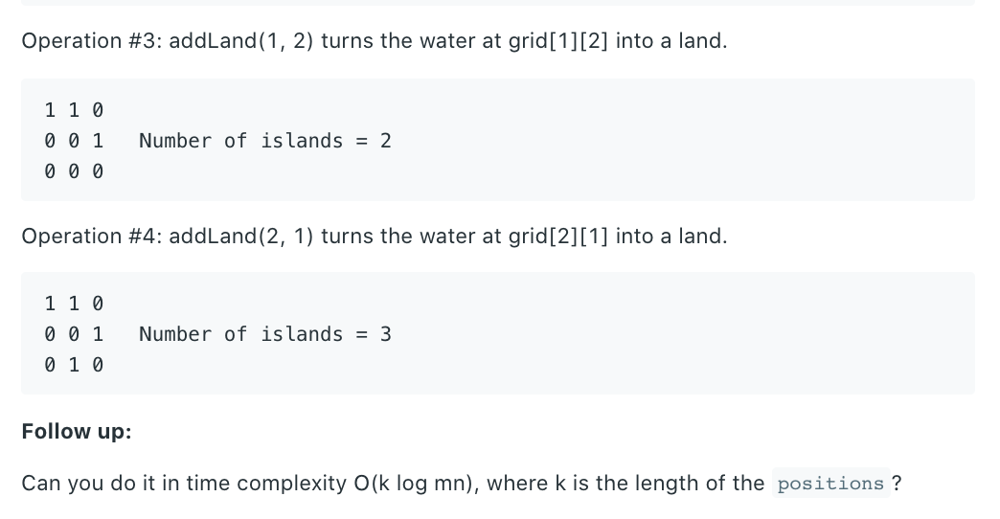 Operation #3: addLand(1, 2) turns the water at grid[1][2] into a land.
1 1 0
0 0 1   Number of islands = 2
0 0 0
Operation #4: addLand(2, 1) turns the water at grid[2][1] into a land.
1 1 0
0 0 1   Number of islands = 3
0 1 0
Follow up:
Can you do it in time complexity O(k log mn), where k is the length of the positions?